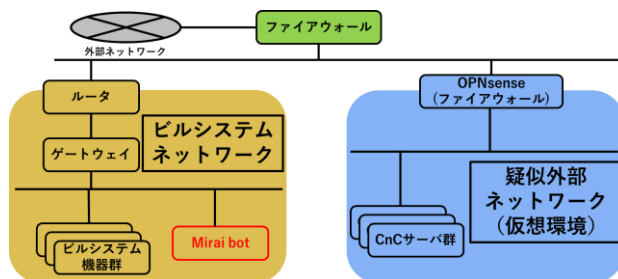 ファイアウォール
外部ネットワーク
ルータ
ゲートウェイ
ビルシステム
ネットワーク
ビルシステム
機器群
Mirai bot
OPNsense
(ファイアウォール)
CnCサーバ群
疑似外部
ネットワーク
(仮想環境)